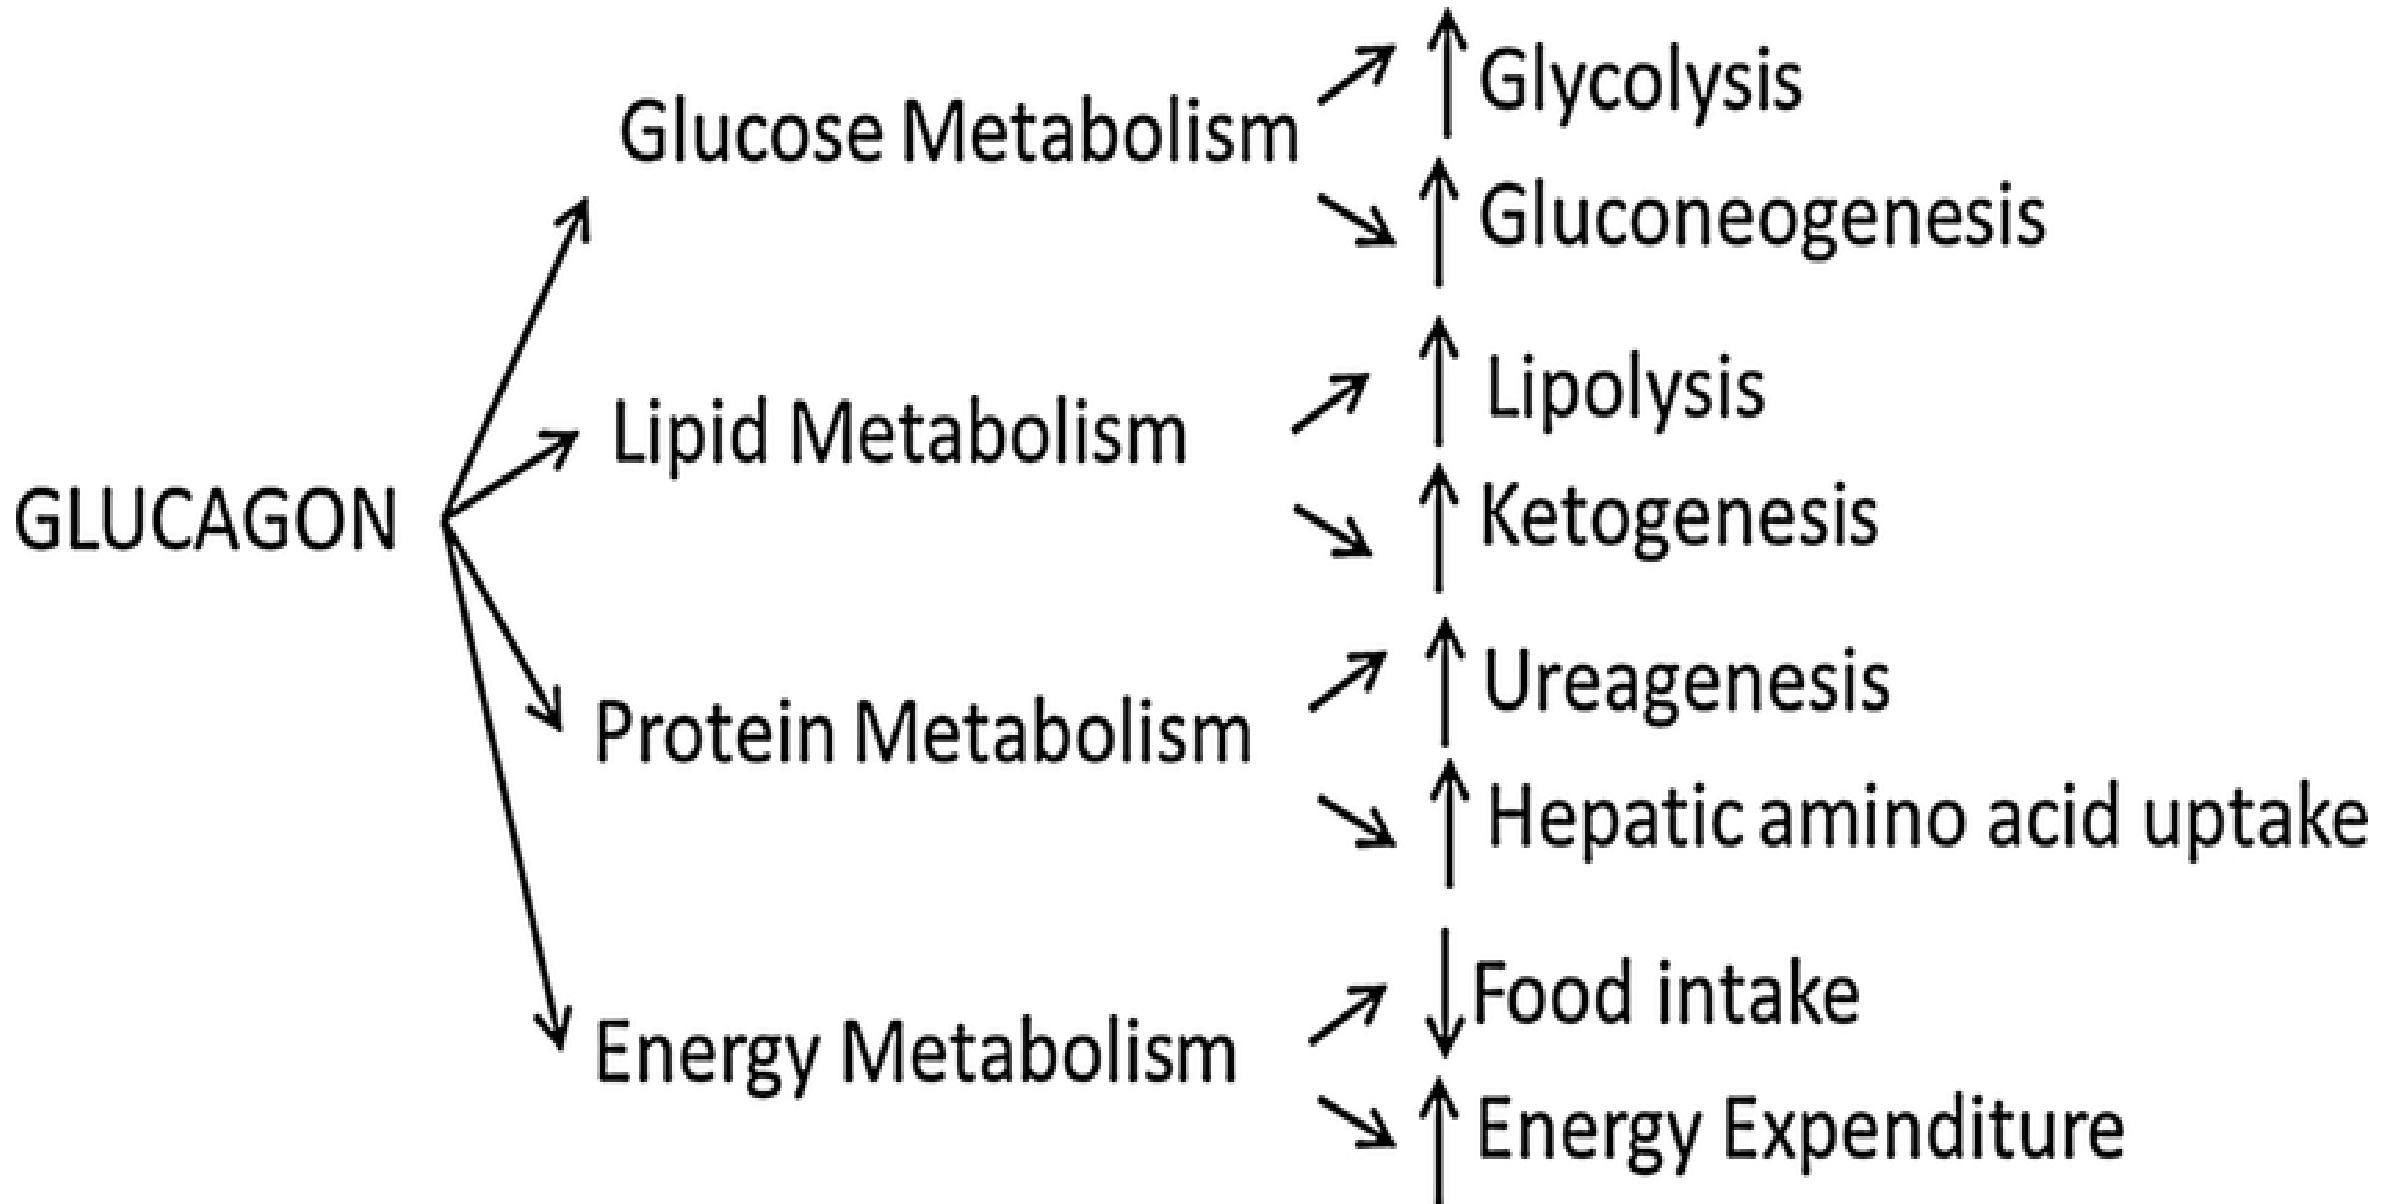 GLUCAGON
Glucose Metabolism
Glycolysis
Gluconeogenesis
Lipid Metabolism
Lipolysis
Ketogenesis
Protein Metabolism
Ureagenesis
Hepatic amino acid uptake
Energy Metabolism
Food intake
Energy Expenditure